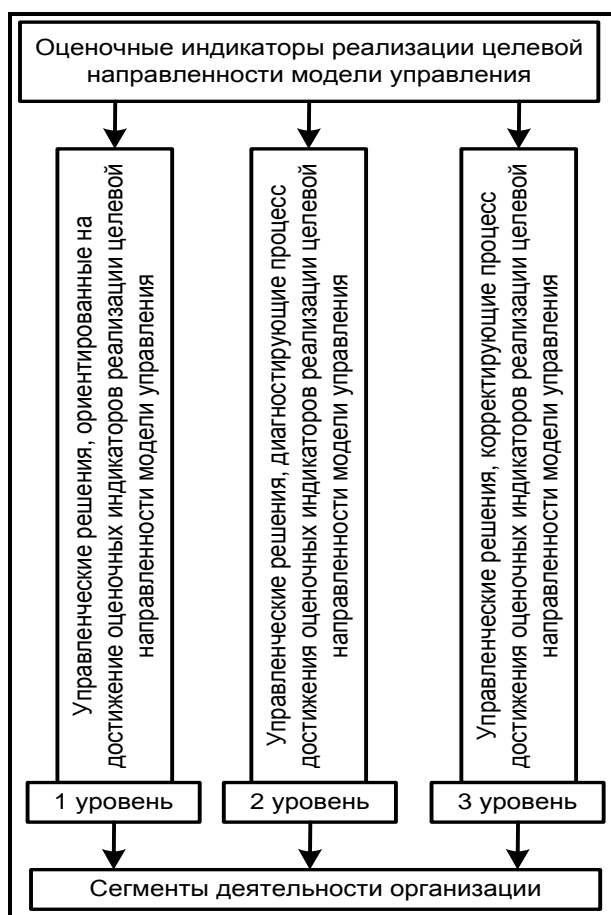 Оценочные индикаторы реализации целевой
направленности модели управления
Управленческие решения, ориентированные на
достижение оценочных индикаторов реализации целевой
направленности модели управления
Управленческие решения, диагностирующие процесс
достижения оценочных индикаторов реализации целевой
направленности модели управления
Управленческие решения, корректирующие процесс
достижения оценочных индикаторов реализации целевой
направленности модели управления
1 уровень
2 уровень
3 уровень
Сегменты деятельности организации